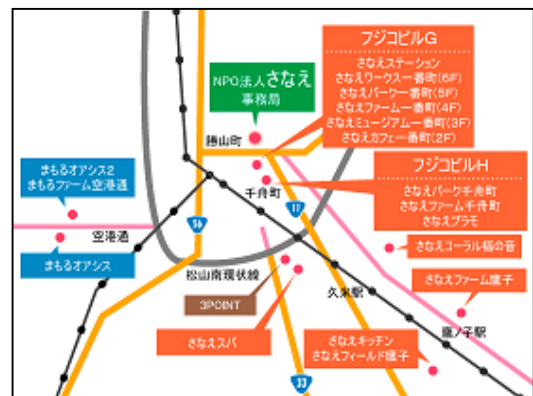 フジコビルG
さなえステーション
さなえワークス一番町(6F)
さなえパーク一番町(5F)
さなえファーム一番町(4F)
さなえミュージアム一番町(3F)
さなえカフェ一番町(2F)
NPO法人さなえ
事務局
勝山町
フジコビルH
さなえパーク千舟町
さなえファーム千舟町
さなえプラモ
千舟町
まもるオアシス2
まもるファーム空港通
空港通
まもるオアシス
56
11
松山南環状線
さなえコーラル福の音
さなえファーム鷹子
久米駅
鷹ノ子駅
3POINT
さなえスパ
さなえキッチン
さなえフィールド鷹子
33